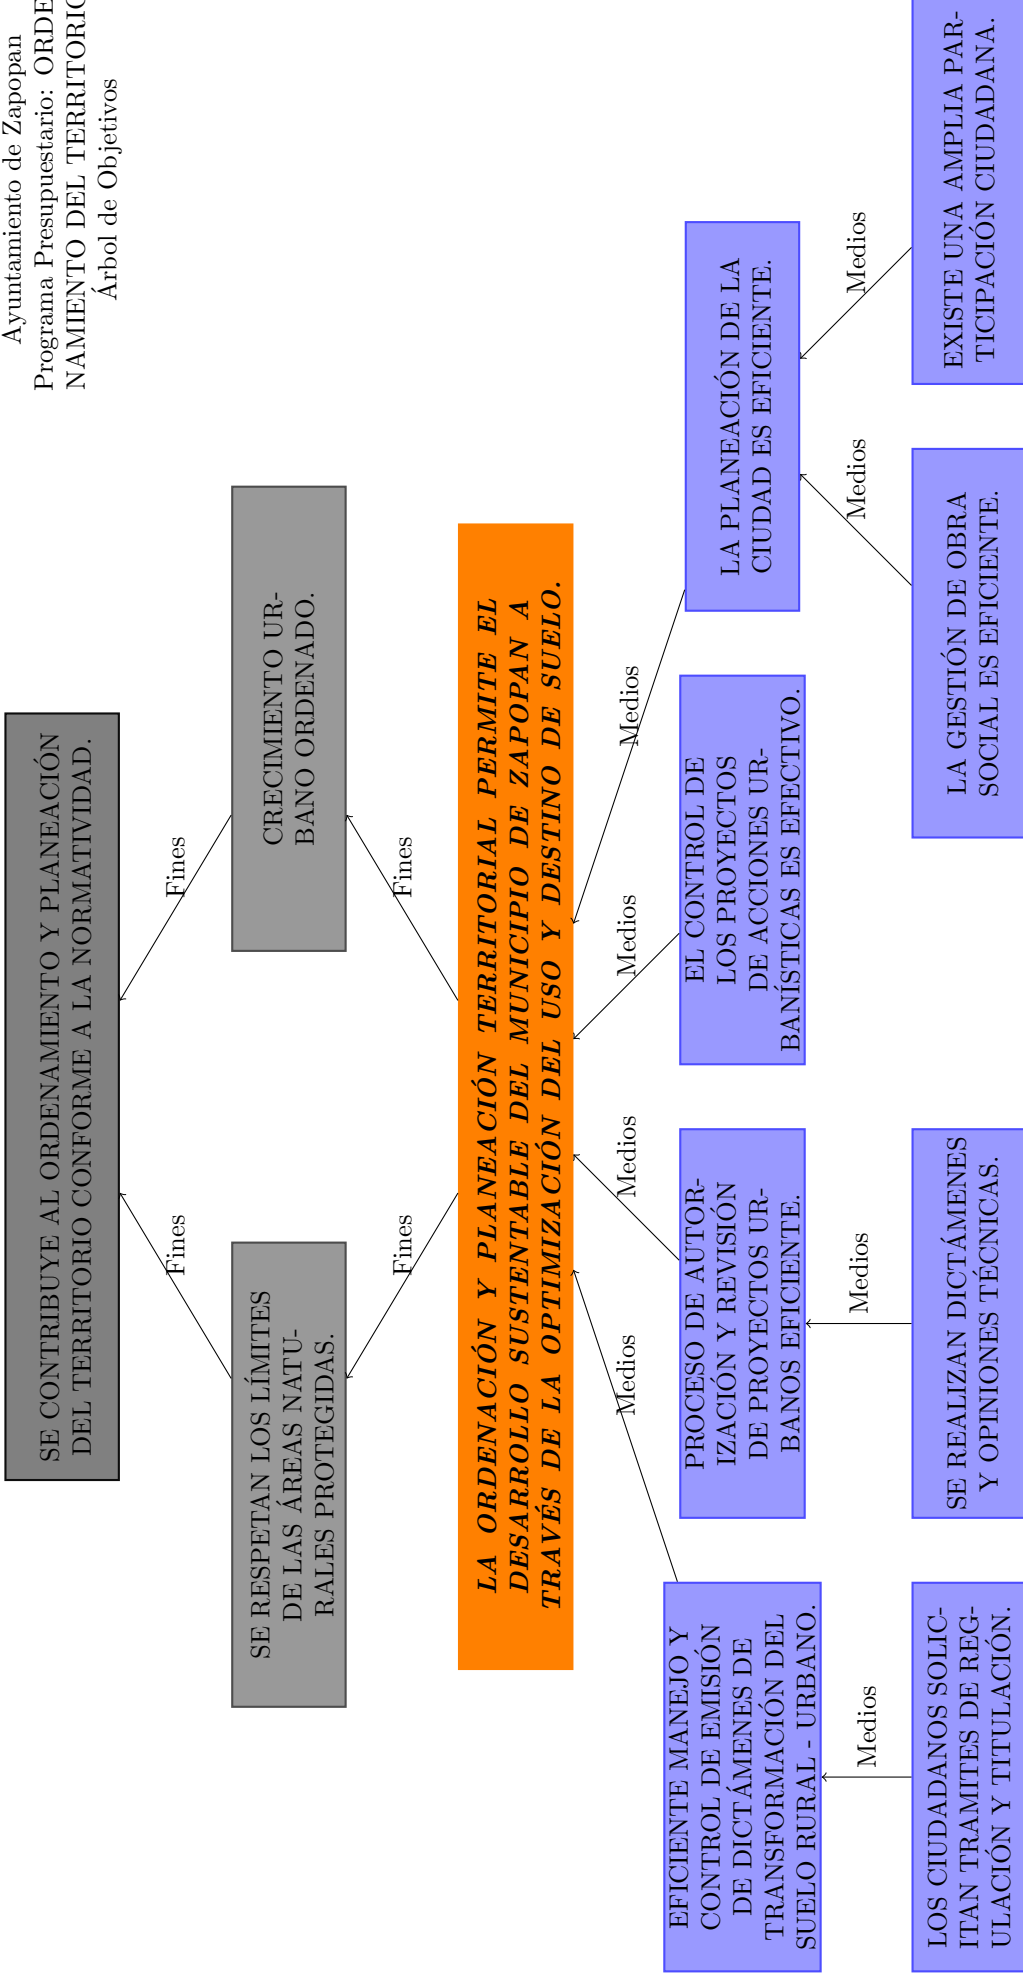 Ayuntamiento de Zapopan
Programa Presupuestario: ORDE
NAMIENTO DEL TERRITORIO
Árbol de Objetivos
SE CONTRIBUYE AL ORDENAMIENTO Y PLANEACIÓN
DEL TERRITORIO CONFORME A LA NORMATIVIDAD.
Fines
Fines
SE RESPETAN LOS LÍMITES
DE LAS ÁREAS NATU-
RALES PROTEGIDAS.
CRECIMIENTO UR-
BANO ORDENADO.
Fines
Fines
LA ORDENACIÓN Y PLANEACIÓN TERRITORIAL PERMITE EL
DESARROLLO SUSTENTABLE DEL MUNICIPIO DE ZAPOPAN A
TRAVÉS DE LA OPTIMIZACIÓN DEL USO Y DESTINO DE SUELO.
Medios
Medios
Medios
Medios
EFICIENTE MANEJO Y
CONTROL DE EMISIÓN
DE DICTÁMENES DE
TRANSFORMACIÓN DEL
SUELO RURAL - URBANO.
PROCESO DE AUTOR-
IZACIÓN Y REVISIÓN
DE PROYECTOS UR-
BANOS EFICIENTE.
EL CONTROL DE
LOS PROYECTOS
DE ACCIONES UR-
BANÍSTICAS ES EFECTIVO.
LA PLANEACIÓN DE LA
CIUDAD ES EFICIENTE.
Medios
Medios
Medios
Medios
LOS CIUDADANOS SOLIC-
ITAN TRAMITES DE REG-
ULACIÓN Y TITULACIÓN.
SE REALIZAN DICTÁMENES
Y OPINIONES TÉCNICAS.
LA GESTIÓN DE OBRA
SOCIAL ES EFICIENTE.
EXISTE UNA AMPLIA PAR-
TICIPACIÓN CIUDADANA.